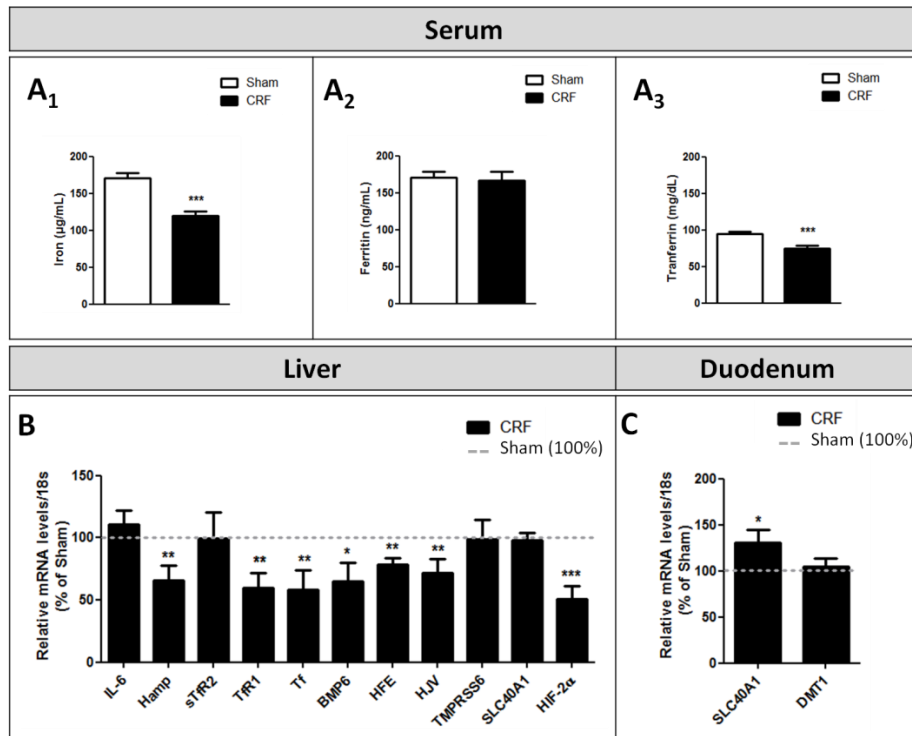 Serum
A1
Sham
CRF
Iron (µg/mL)
200
150
100
50
0
***
A2
Sham
CRF
Ferritin (ng/mL)
200
150
100
50
0
A3
Sham
CRF
Tranferrin (mg/dL)
200
150
100
50
0
***
Liver
B
CRF
Sham (100%)
Relative mRNA levels/18s
(% of Sham)
150
100
50
0
** ** ** * ** ** ***
IL-6 Hamp sTfR2 TfR1 Tf BMP6 HFE HJV TMPRSS6 SLC40A1 HIF-2α
Duodenum
C
CRF
Sham (100%)
Relative mRNA levels/18s
(% of Sham)
200
150
100
50
0
*
SLC40A1 DMT1